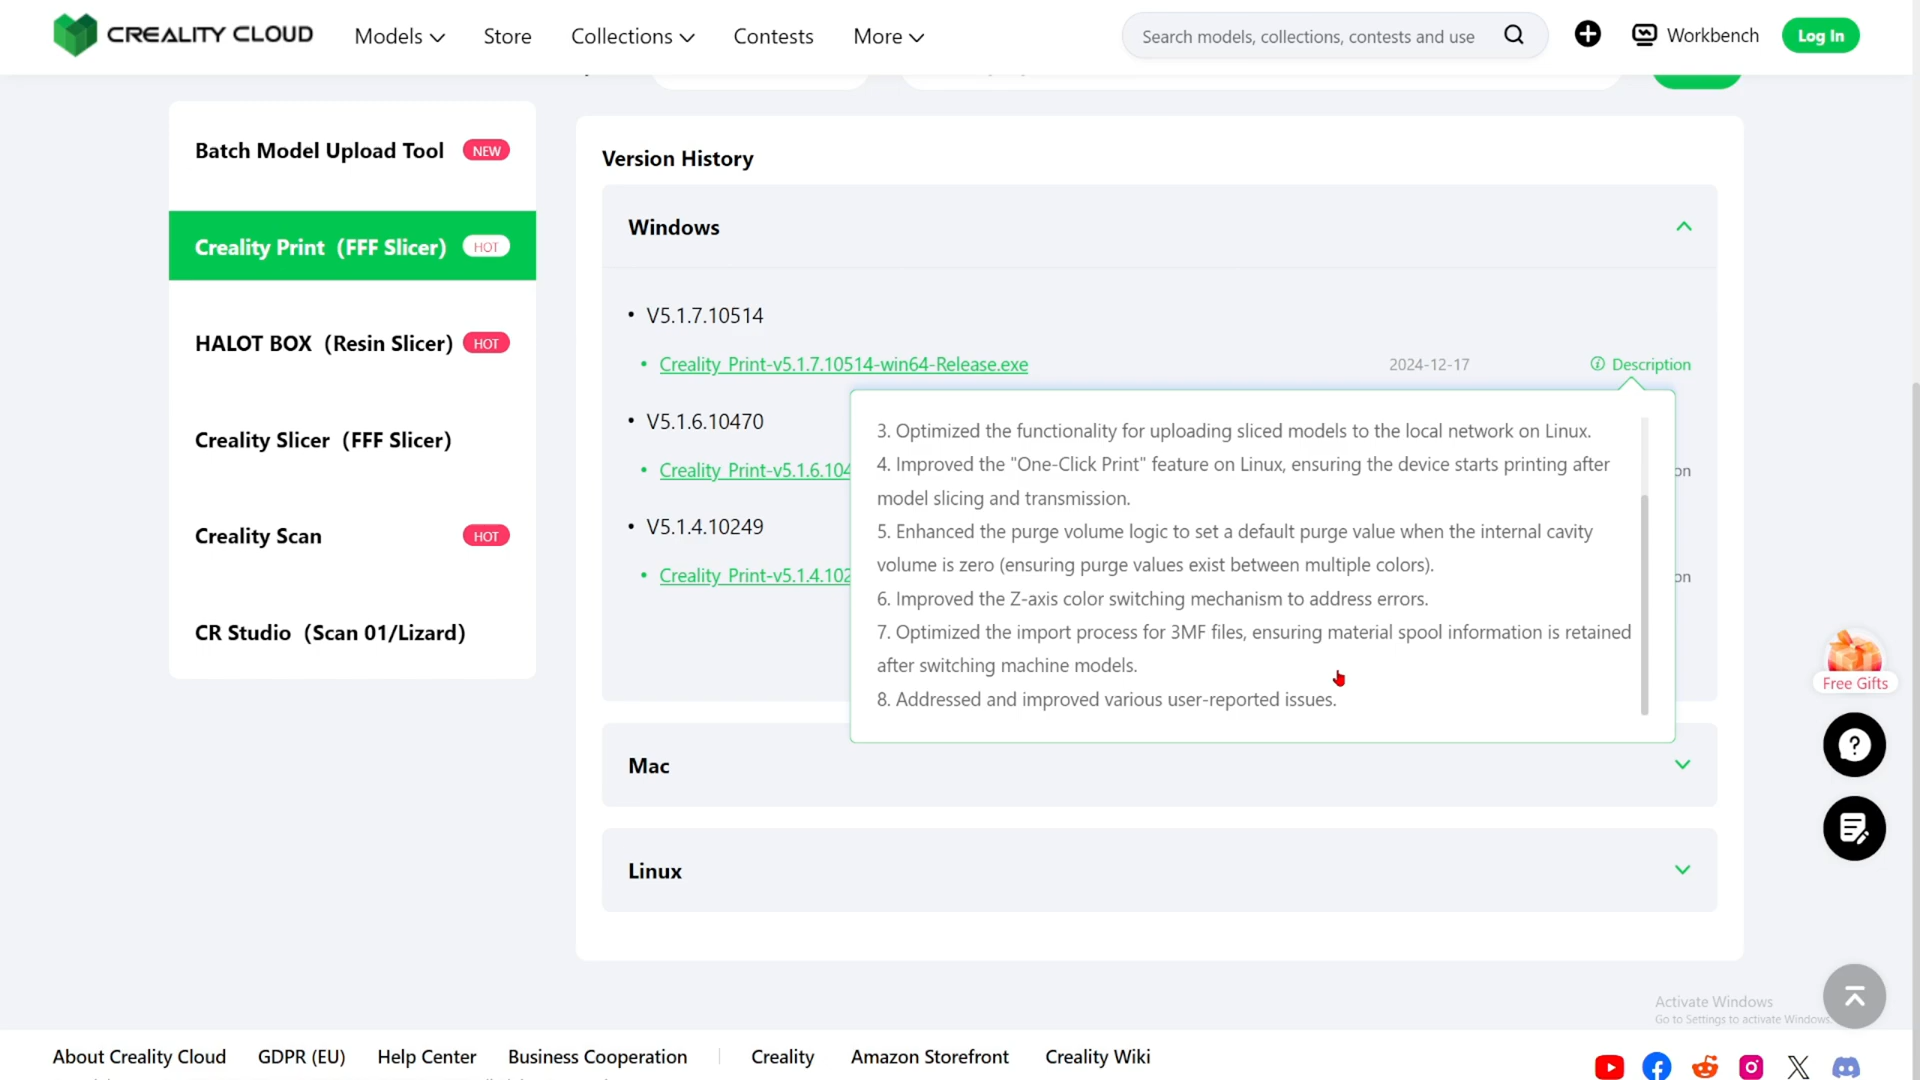 CREALITY CLOUD
Models
Store
Collections
Contests
More
Search models, collections, contests and use
Workbench
Log In
Batch Model Upload Tool NEW
Creality Print（FFF Slicer） HOT
HALOT BOX（Resin Slicer） HOT
Creality Slicer（FFF Slicer）
Creality Scan HOT
CR Studio（Scan 01/Lizard）
Version History
Windows
• V5.1.7.10514
• Creality_Print-v5.1.7.10514-win64-Release.exe 2024-12-17 Description
• V5.1.6.10470
• Creality_Print-v5.1.6.104
on
• V5.1.4.10249
• Creality_Print-v5.1.4.102
on
3. Optimized the functionality for uploading sliced models to the local network on Linux.
4. Improved the "One-Click Print" feature on Linux, ensuring the device starts printing after
model slicing and transmission.
5. Enhanced the purge volume logic to set a default purge value when the internal cavity
volume is zero (ensuring purge values exist between multiple colors).
6. Improved the Z-axis color switching mechanism to address errors.
7. Optimized the import process for 3MF files, ensuring material spool information is retained
after switching machine models.
8. Addressed and improved various user-reported issues.
Mac
Linux
Free Gifts
Activate Windows
Go to Settings to activate Windows.
About Creality Cloud
GDPR (EU)
Help Center
Business Cooperation
Creality
Amazon Storefront
Creality Wiki